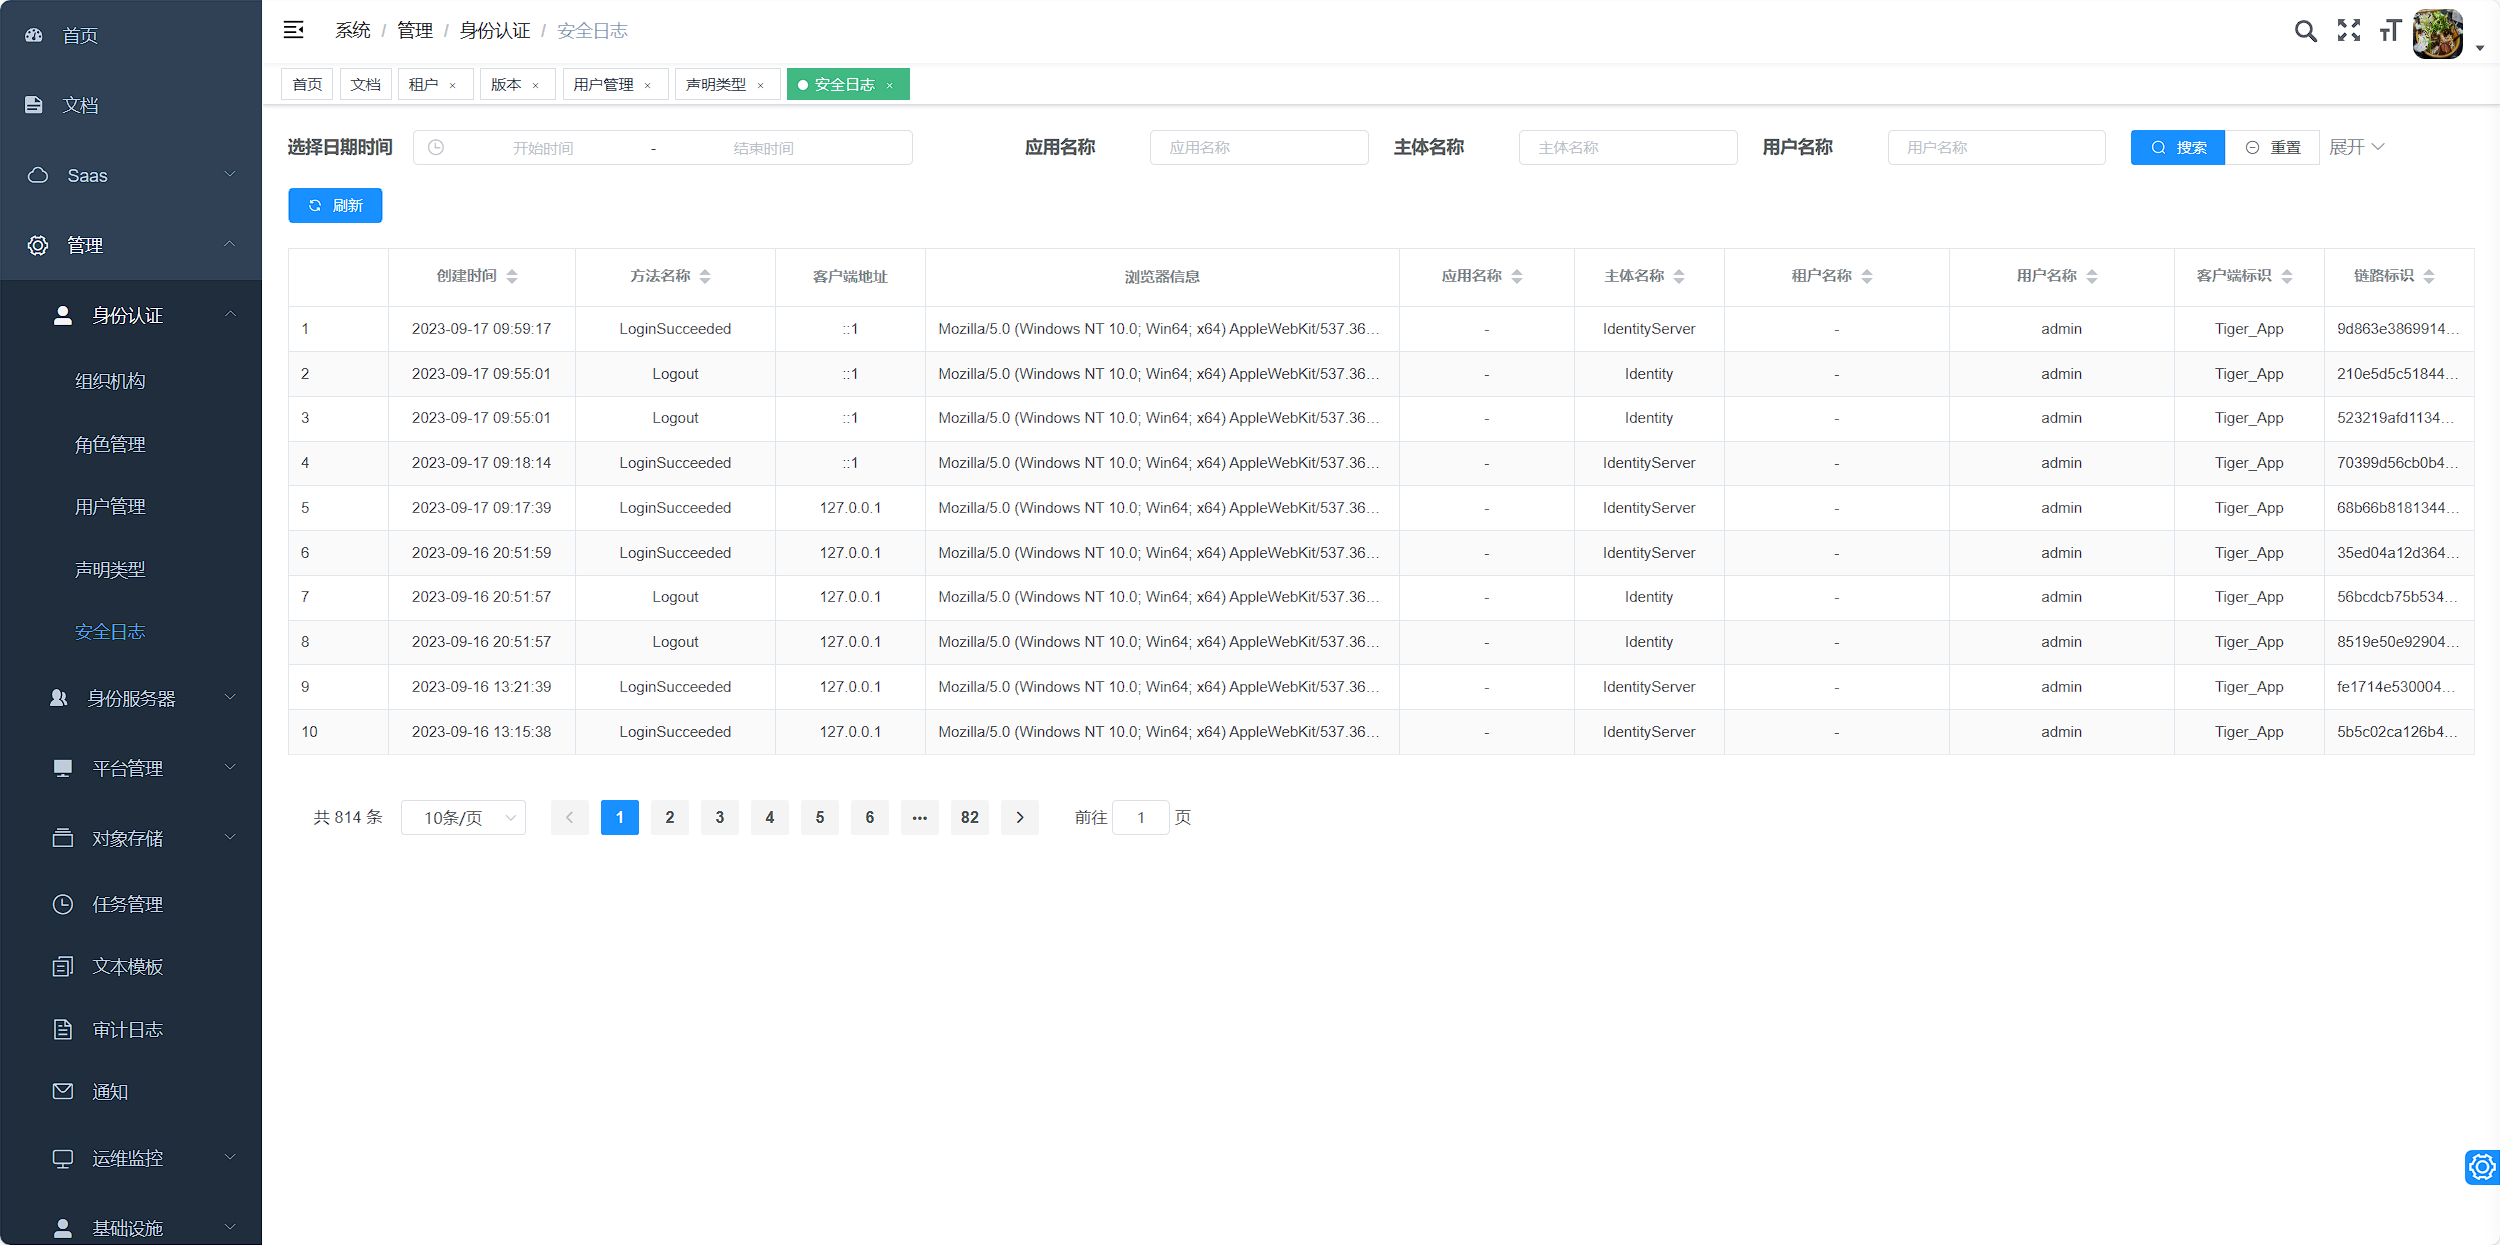 首页
文档
Saas
管理
身份认证
组织机构
角色管理
用户管理
声明类型
安全日志
身份服务器
平台管理
对象存储
任务管理
文本模板
审计日志
通知
运维监控
基础设施
系统 / 管理 / 身份认证 / 安全日志
首页 文档 租户 × 版本 × 用户管理 × 声明类型 × 安全日志 ×
选择日期时间 开始时间 - 结束时间 应用名称 应用名称 主体名称 主体名称 用户名称 用户名称 搜索 重置 展开
刷新
创建时间 方法名称 客户端地址 浏览器信息 应用名称 主体名称 租户名称 用户名称 客户端标识 链路标识
1 2023-09-17 09:59:17 LoginSucceeded ::1 Mozilla/5.0 (Windows NT 10.0; Win64; x64) AppleWebKit/537.36... - IdentityServer - admin Tiger_App 9d863e3869914...
2 2023-09-17 09:55:01 Logout ::1 Mozilla/5.0 (Windows NT 10.0; Win64; x64) AppleWebKit/537.36... - Identity - admin Tiger_App 210e5d5c51844...
3 2023-09-17 09:55:01 Logout ::1 Mozilla/5.0 (Windows NT 10.0; Win64; x64) AppleWebKit/537.36... - Identity - admin Tiger_App 523219afd1134...
4 2023-09-17 09:18:14 LoginSucceeded ::1 Mozilla/5.0 (Windows NT 10.0; Win64; x64) AppleWebKit/537.36... - IdentityServer - admin Tiger_App 70399d56cb0b4...
5 2023-09-17 09:17:39 LoginSucceeded 127.0.0.1 Mozilla/5.0 (Windows NT 10.0; Win64; x64) AppleWebKit/537.36... - IdentityServer - admin Tiger_App 68b66b8181344...
6 2023-09-16 20:51:59 LoginSucceeded 127.0.0.1 Mozilla/5.0 (Windows NT 10.0; Win64; x64) AppleWebKit/537.36... - IdentityServer - admin Tiger_App 35ed04a12d364...
7 2023-09-16 20:51:57 Logout 127.0.0.1 Mozilla/5.0 (Windows NT 10.0; Win64; x64) AppleWebKit/537.36... - Identity - admin Tiger_App 56bcdcb75b534...
8 2023-09-16 20:51:57 Logout 127.0.0.1 Mozilla/5.0 (Windows NT 10.0; Win64; x64) AppleWebKit/537.36... - Identity - admin Tiger_App 8519e50e92904...
9 2023-09-16 13:21:39 LoginSucceeded 127.0.0.1 Mozilla/5.0 (Windows NT 10.0; Win64; x64) AppleWebKit/537.36... - IdentityServer - admin Tiger_App fe1714e530004...
10 2023-09-16 13:15:38 LoginSucceeded 127.0.0.1 Mozilla/5.0 (Windows NT 10.0; Win64; x64) AppleWebKit/537.36... - IdentityServer - admin Tiger_App 5b5c02ca126b4...
共 814 条 10条/页 1 2 3 4 5 6 ... 82 前往 1 页